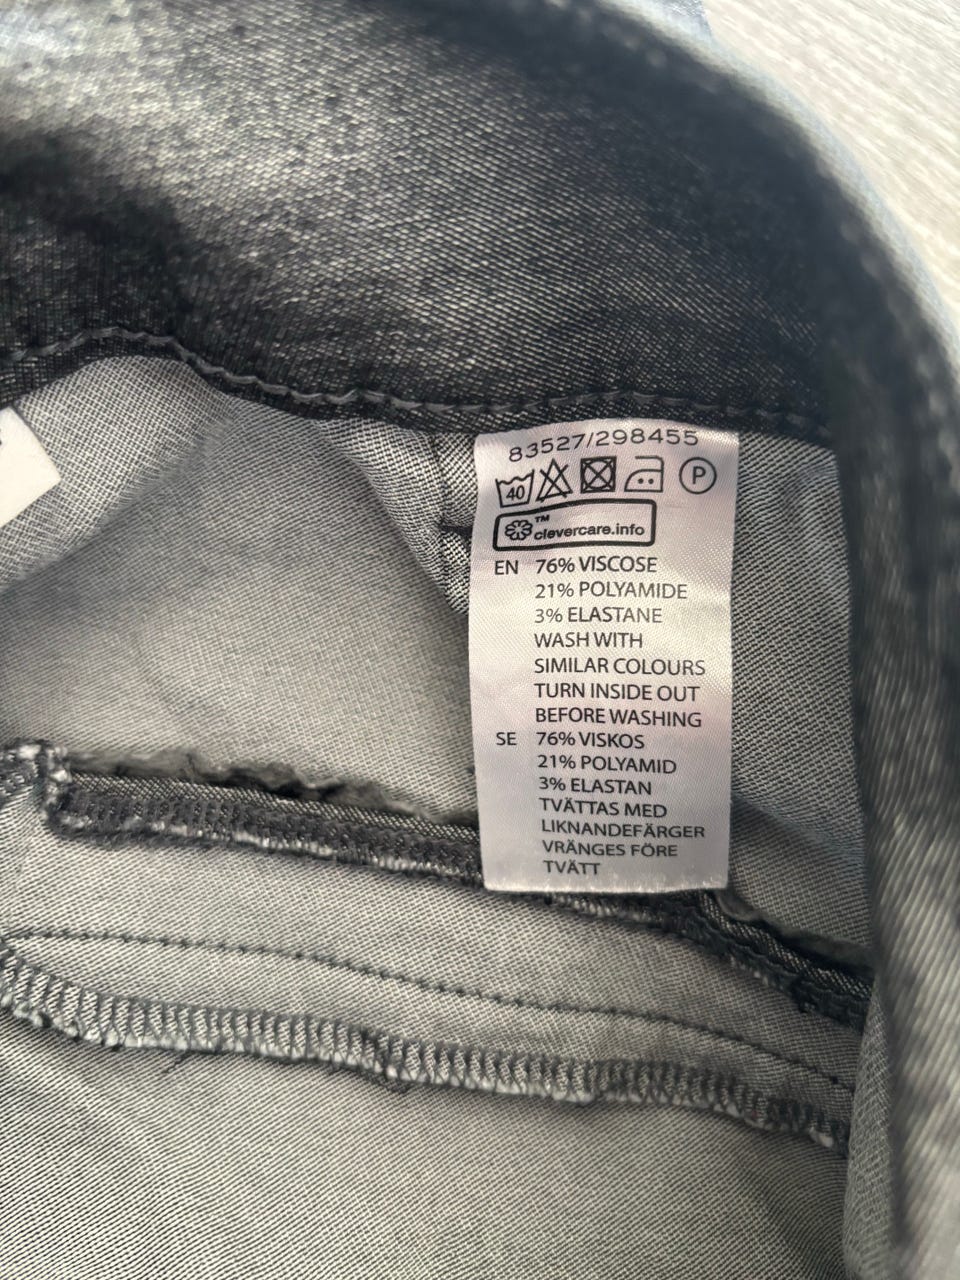 83527/298455
40 P
TM
clevercare.info
EN 76% VISCOSE
21% POLYAMIDE
3% ELASTANE
WASH WITH
SIMILAR COLOURS
TURN INSIDE OUT
BEFORE WASHING
SE 76% VISKOS
21% POLYAMID
3% ELASTAN
TVÄTTAS MED
LIKNANDEFÄRGER
VRÄNGES FÖRE
TVÄTT